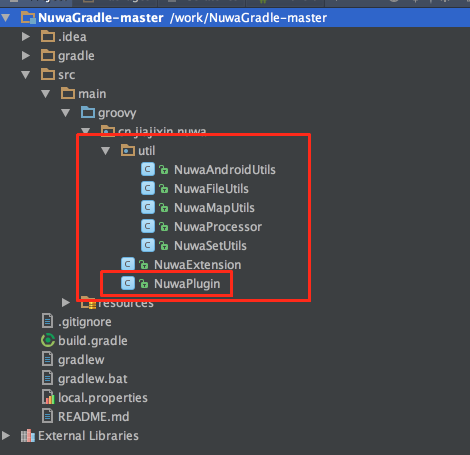 NuwaGradle-master /work/NuwaGradle-master
.idea
gradle
src
main
groovy
cn.jiajixin.nuwa
util
NuwaAndroidUtils
NuwaFileUtils
NuwaMapUtils
NuwaProcessor
NuwaSetUtils
NuwaExtension
NuwaPlugin
resources
.gitignore
build.gradle
gradlew
gradlew.bat
local.properties
README.md
External Libraries